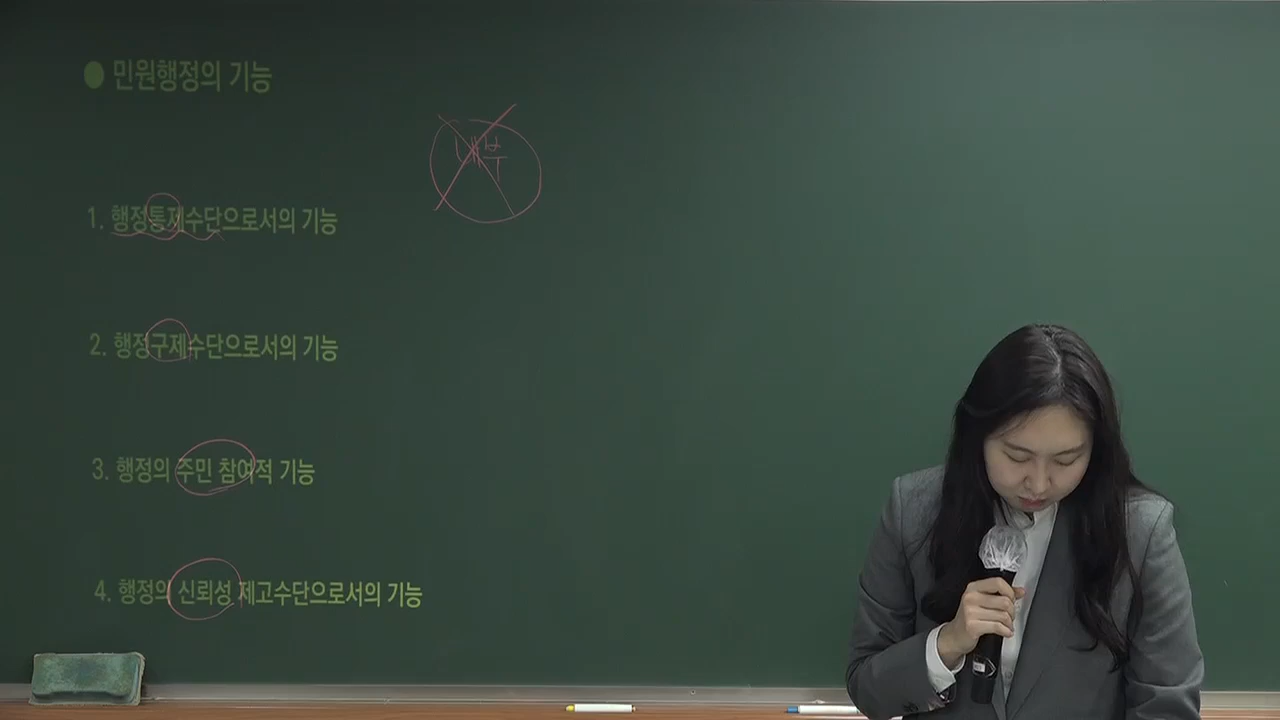 ● 민원행정의 기능
내부
1. 행정통제수단으로서의 기능
2. 행정구제수단으로서의 기능
3. 행정의 주민 참여적 기능
4. 행정의 신뢰성 제고수단으로서의 기능